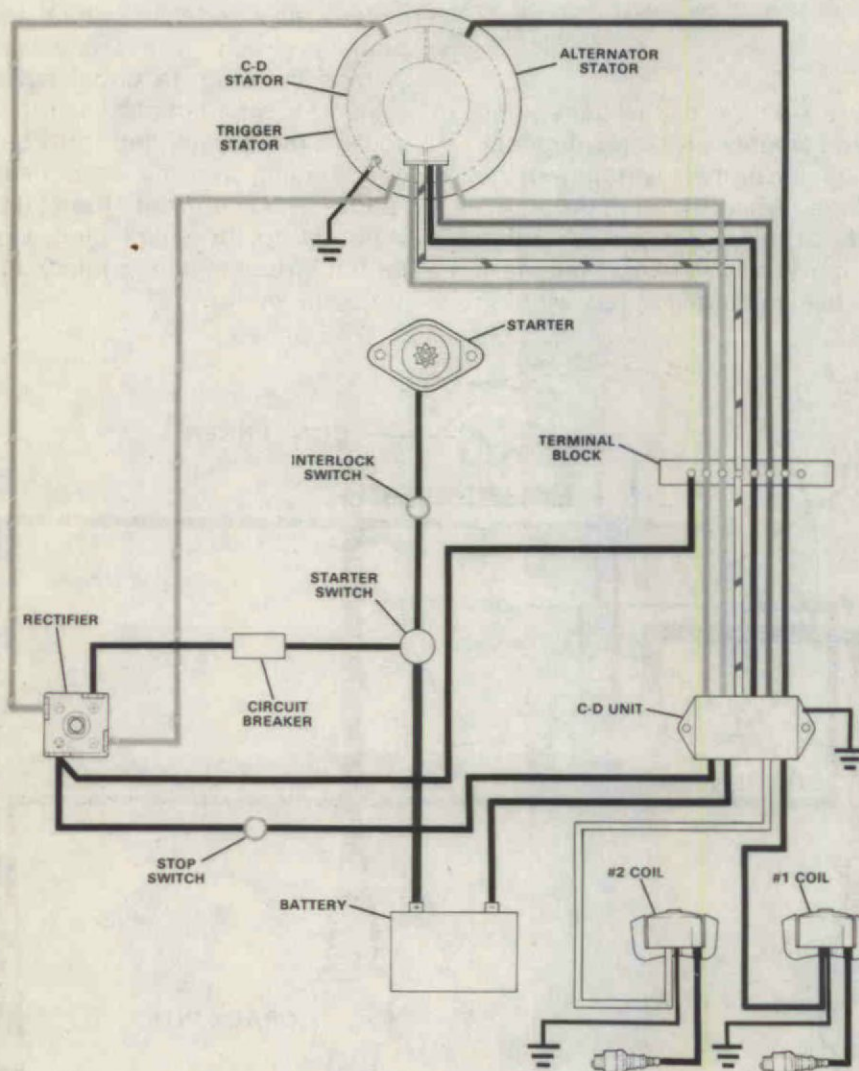 C-D
STATOR
ALTERNATOR
STATOR
TRIGGER
STATOR
STARTER
INTERLOCK
SWITCH
TERMINAL
BLOCK
STARTER
SWITCH
RECTIFIER
CIRCUIT
BREAKER
C-D UNIT
STOP
SWITCH
BATTERY
#2 COIL
#1 COIL